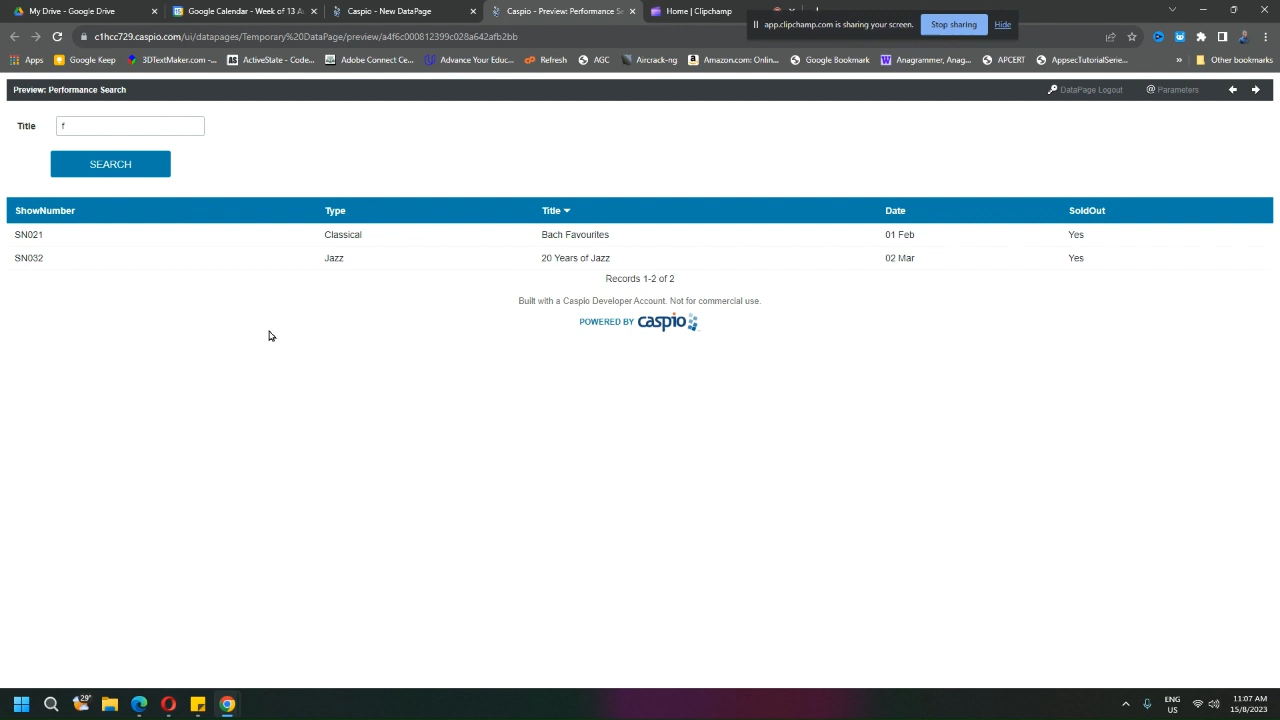 My Drive - Google Drive
Google Calendar - Week of 13 A
Caspio - New DataPage
Caspio - Preview: Performance Se
Home | Clipchamp
app.clipchamp.com is sharing your screen.
Stop sharing
Hide
c1hcc729.caspio.com/ui/datapages/Temporary%20DataPage/preview/a4f6c000812399c028a642afb2bb
Apps
Google Keep
3DTextMaker.com -...
ActiveState - Code...
Adobe Connect Ce...
Advance Your Educ...
Refresh
AGC
Aircrack-ng
Amazon.com: Onlin...
Google Bookmark
Anagrammer, Anag...
APCERT
AppsecTutorialSerie...
»
Other bookmarks
Preview: Performance Search
DataPage Logout
@ Parameters
Title
f
SEARCH
ShowNumber Type Title Date SoldOut
SN021 Classical Bach Favourites 01 Feb Yes
SN032 Jazz 20 Years of Jazz 02 Mar Yes
Records 1-2 of 2
Built with a Caspio Developer Account. Not for commercial use.
POWERED BY caspio
29°
ENG
US
11:07 AM
15/8/2023